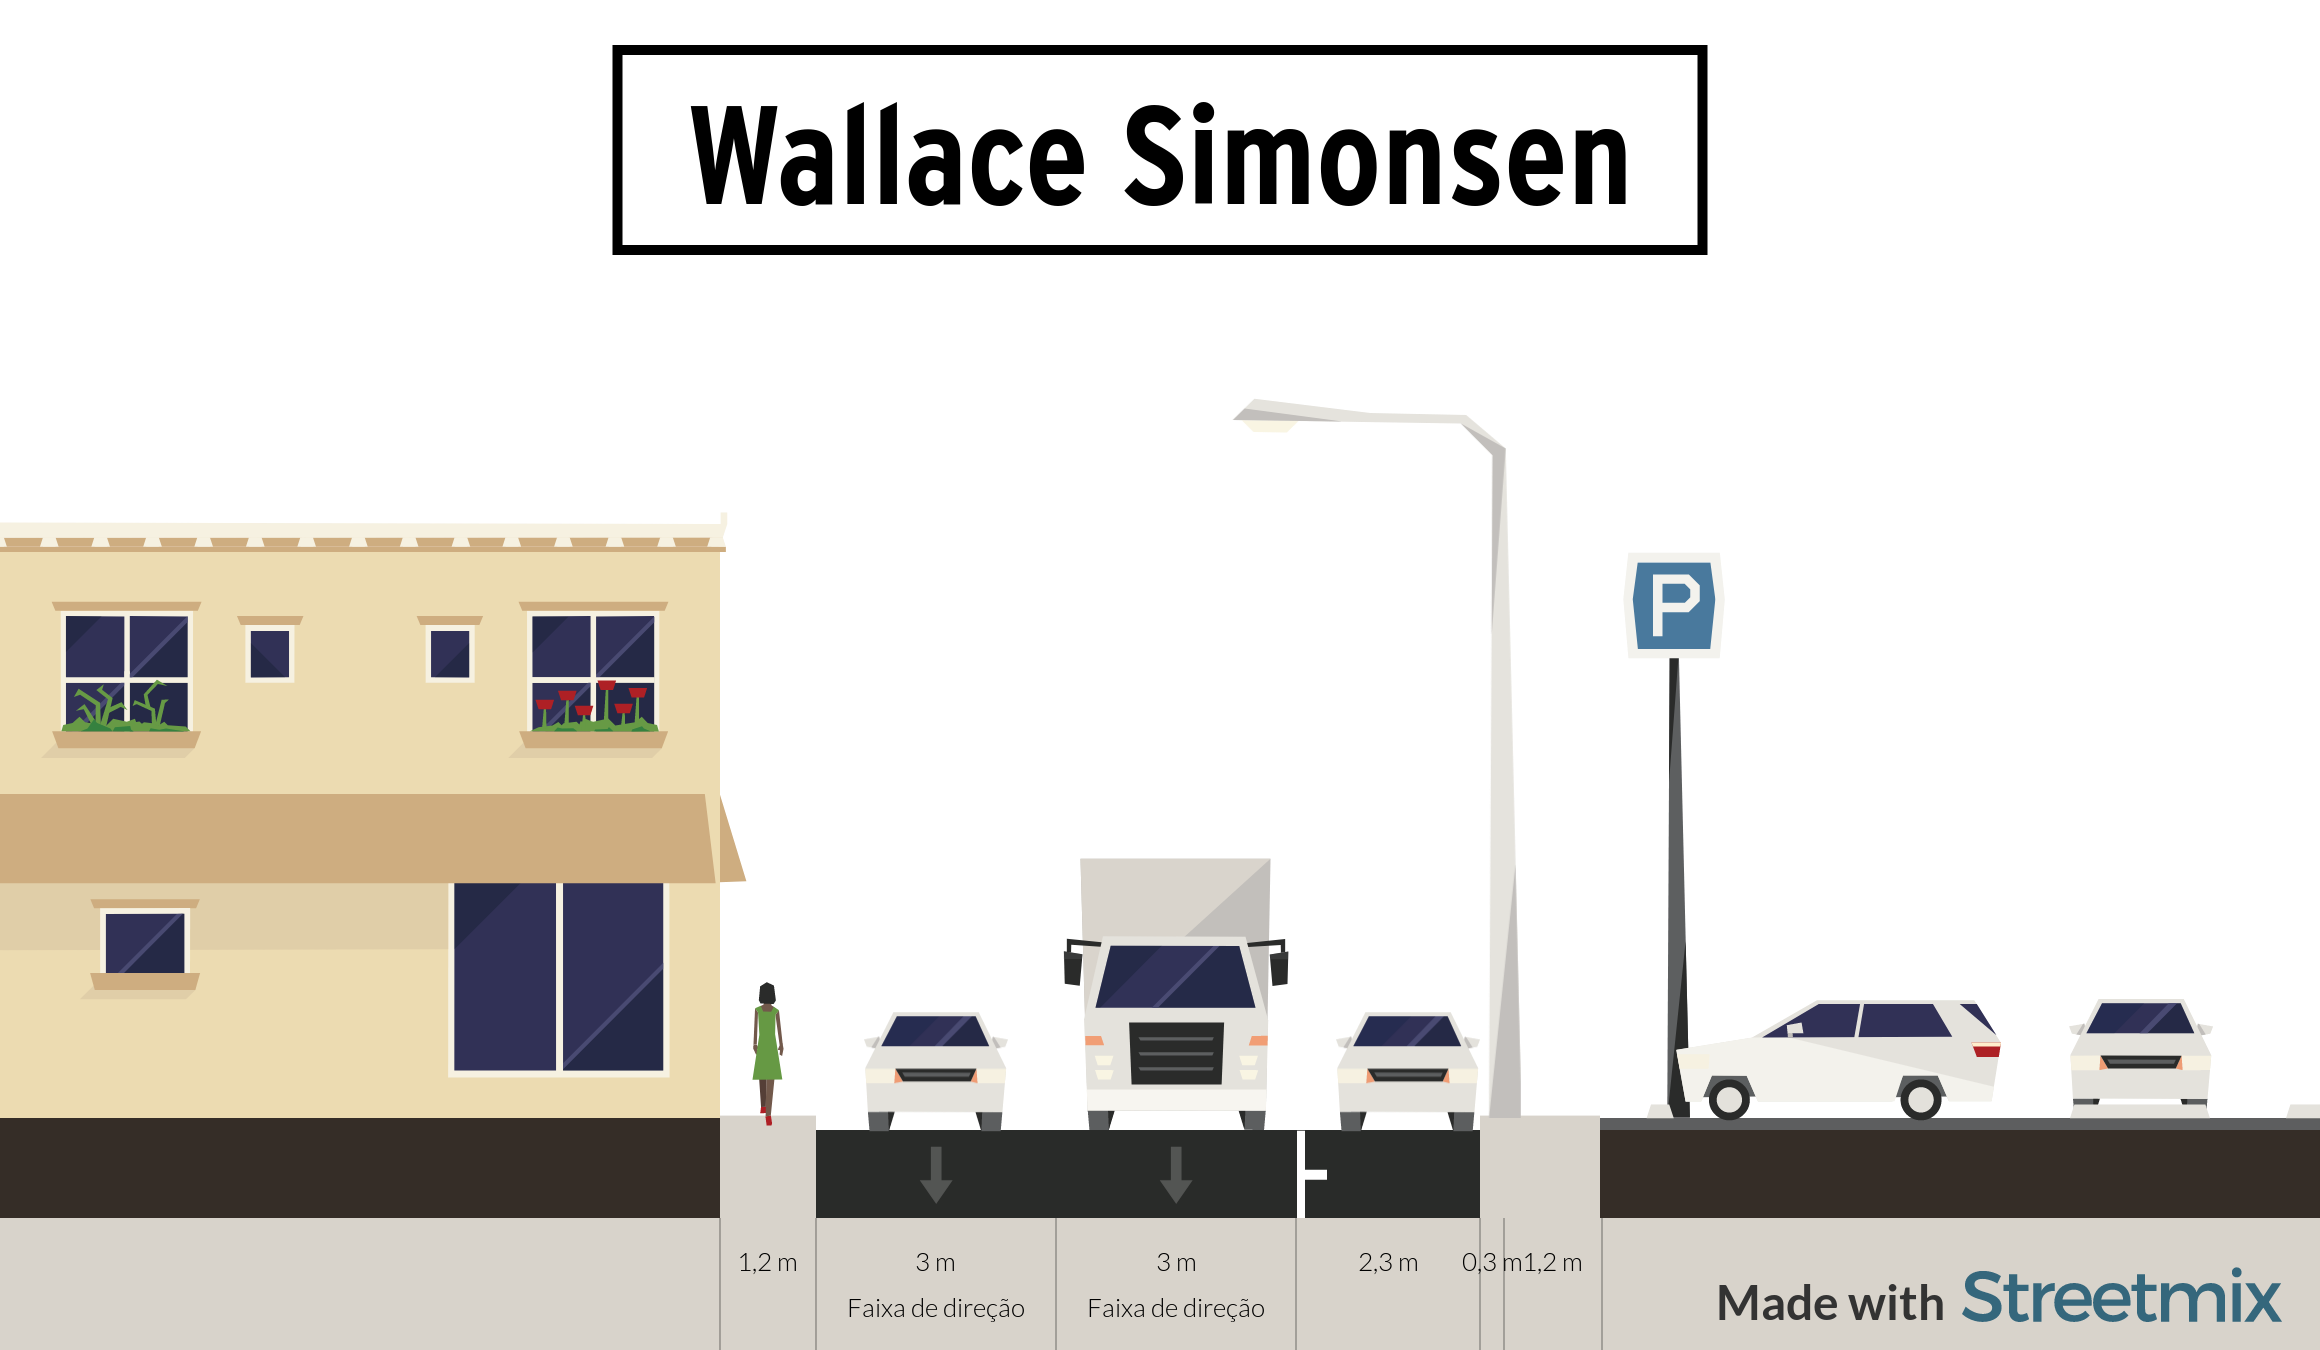 Wallace Simonsen
P
1,2 m
3 m
3 m
2,3 m
0,3 m
1,2 m
Faixa de direção
Faixa de direção
Made with Streetmix